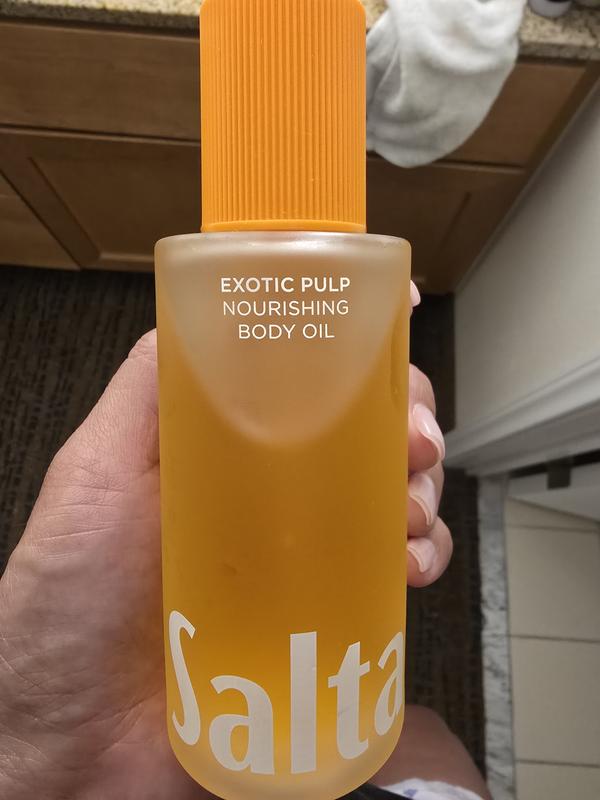 EXOTIC PULP
NOURISHING
BODY OIL
Salta